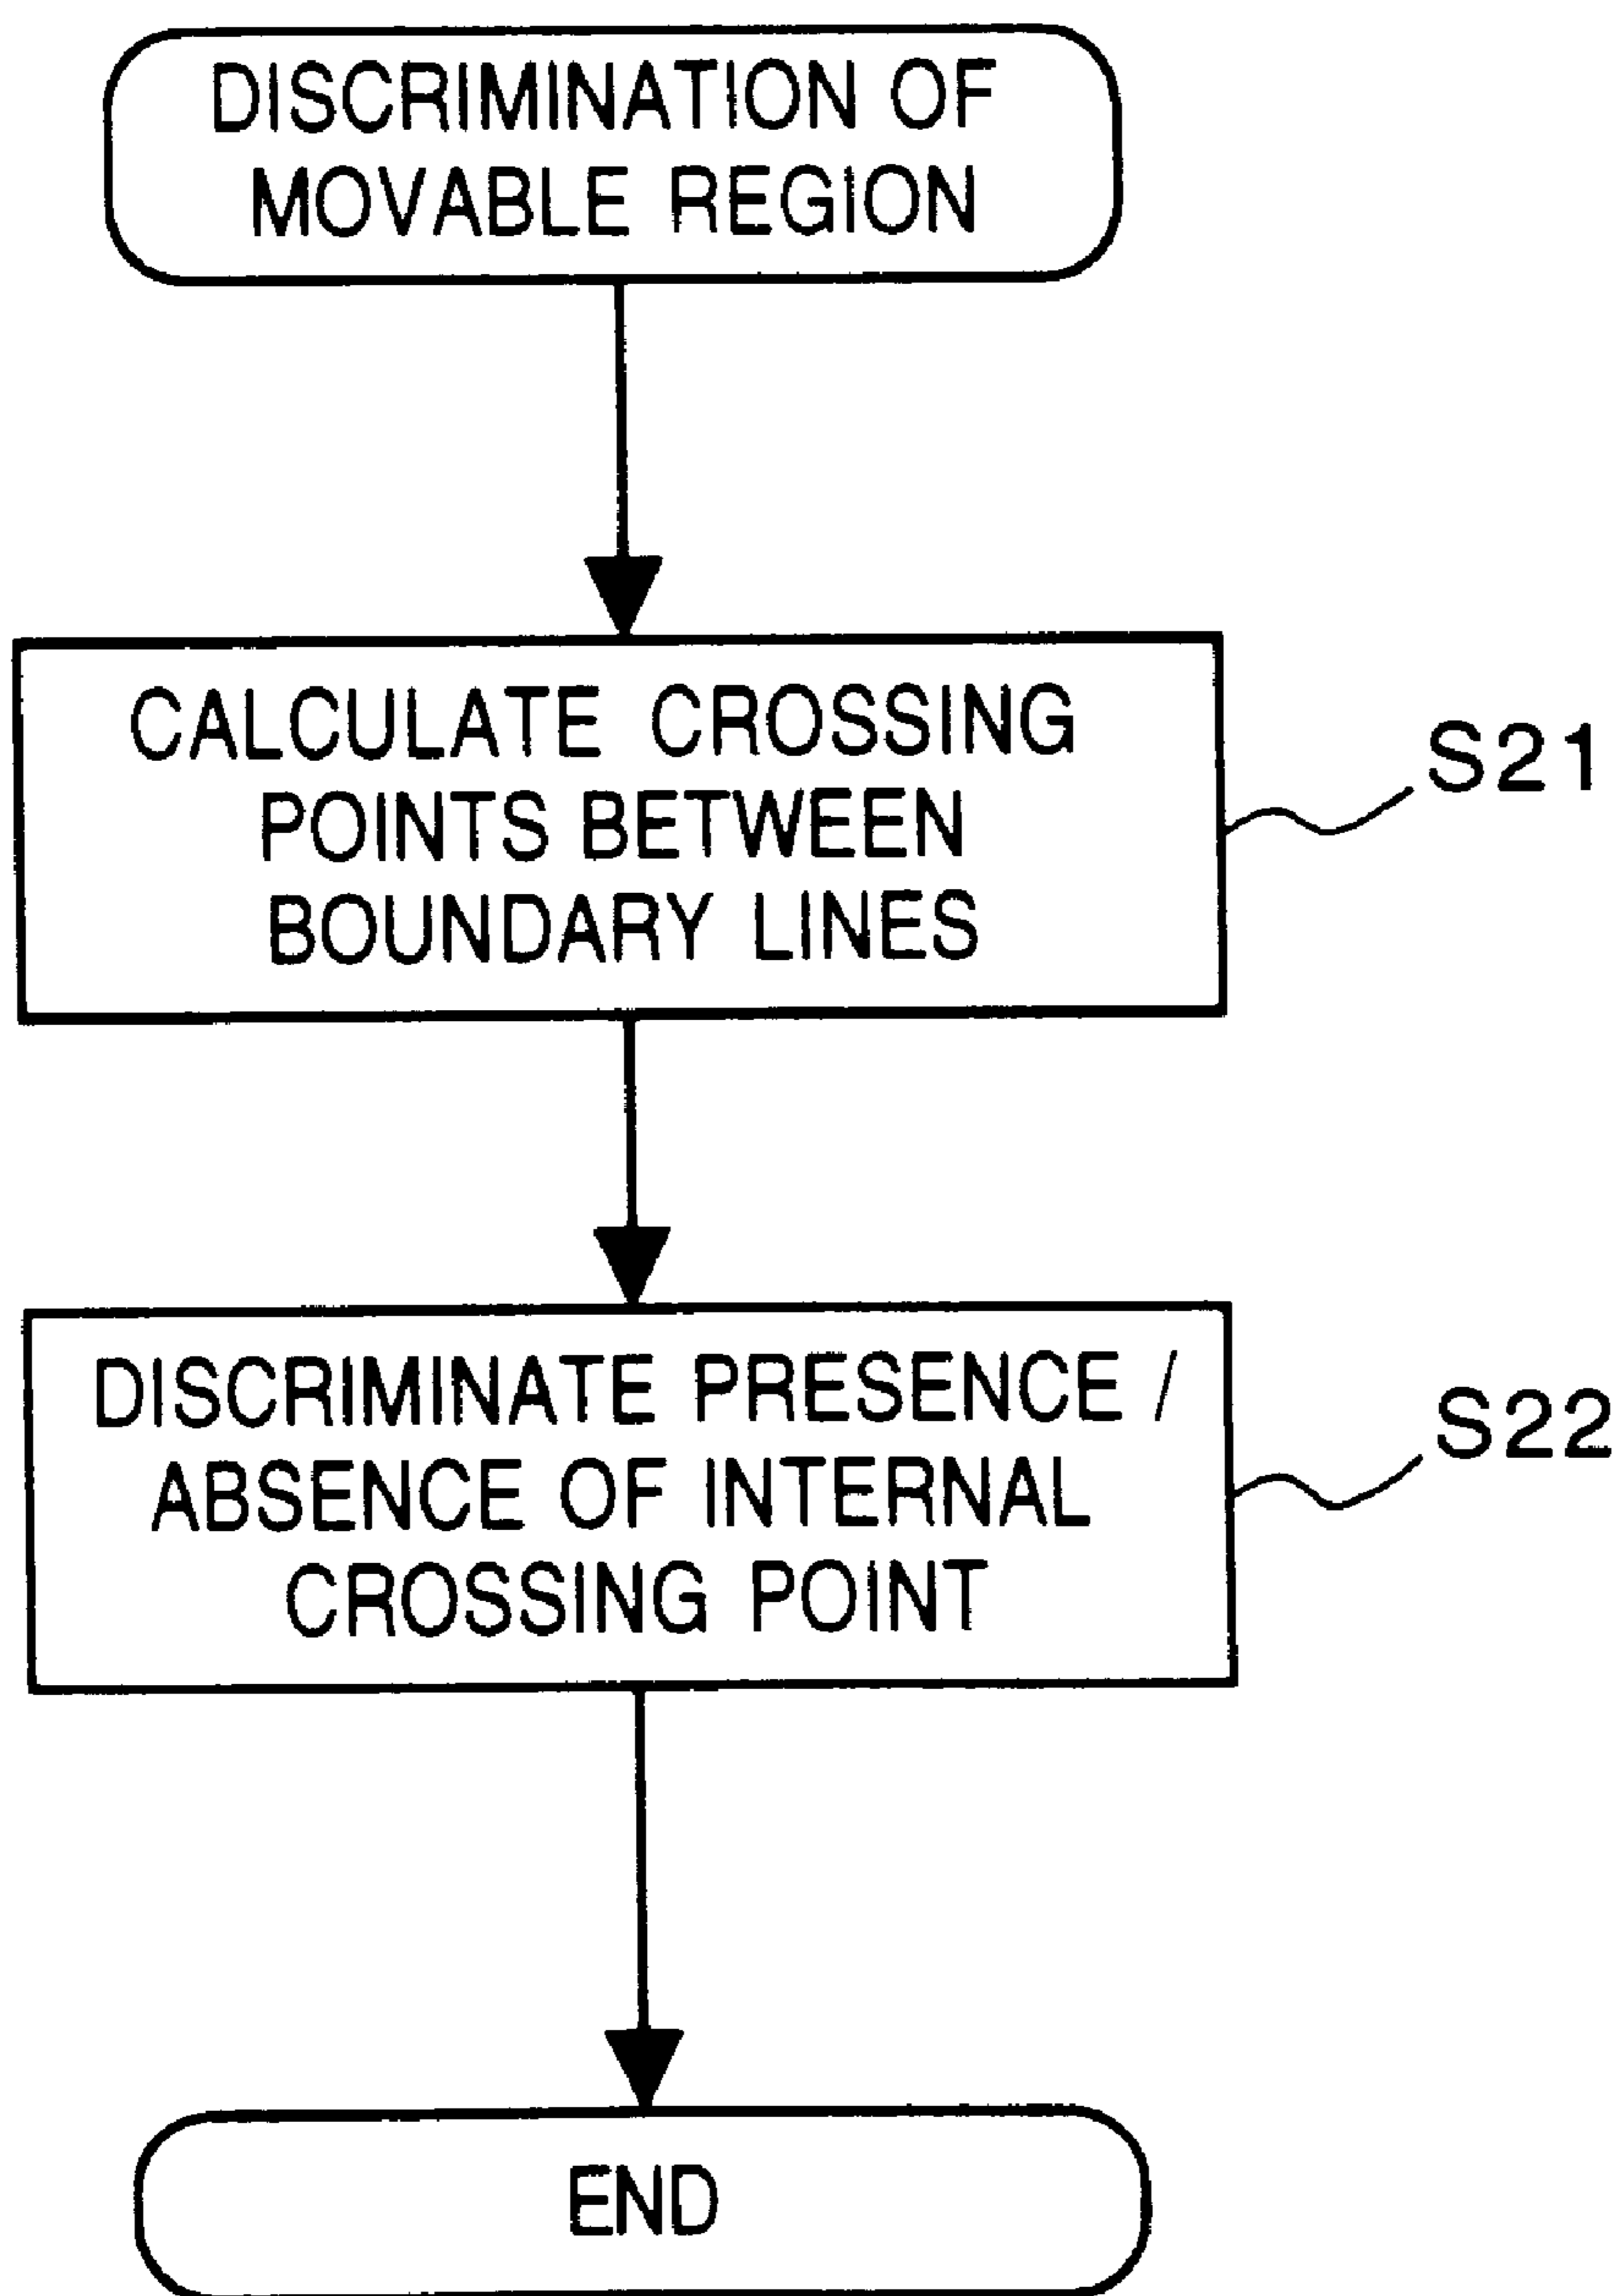 DISCRIMINATION OF
MOVABLE REGION
CALCULATE CROSSING
POINTS BETWEEN
BOUNDARY LINES
S21
DISCRIMINATE PRESENCE /
ABSENCE OF INTERNAL
CROSSING POINT
S22
END